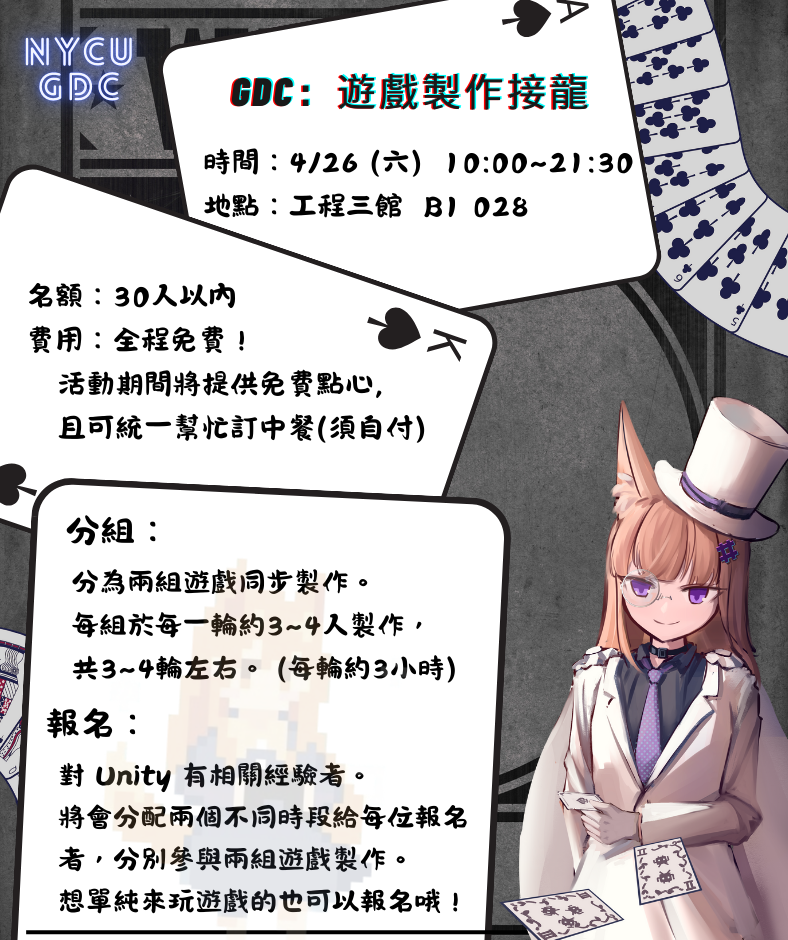 NYCU
GDC
A
GDC: 遊戲製作接龍
時間：4/26 (六) 10:00~21:30
地點：工程三館 B1 028
名額：30人以內
費用：全程免費！
活動期間將提供免費點心,
且可統一幫忙訂中餐(須自付)
K
6
5
分組：
分為兩組遊戲同步製作。
每組於每一輪約3~4人製作，
共3~4輪左右。(每輪約3小時)
報名：
對 Unity 有相關經驗者。
將會分配兩個不同時段給每位報名
者，分別參與兩組遊戲製作。
想單純來玩遊戲的也可以報名哦！